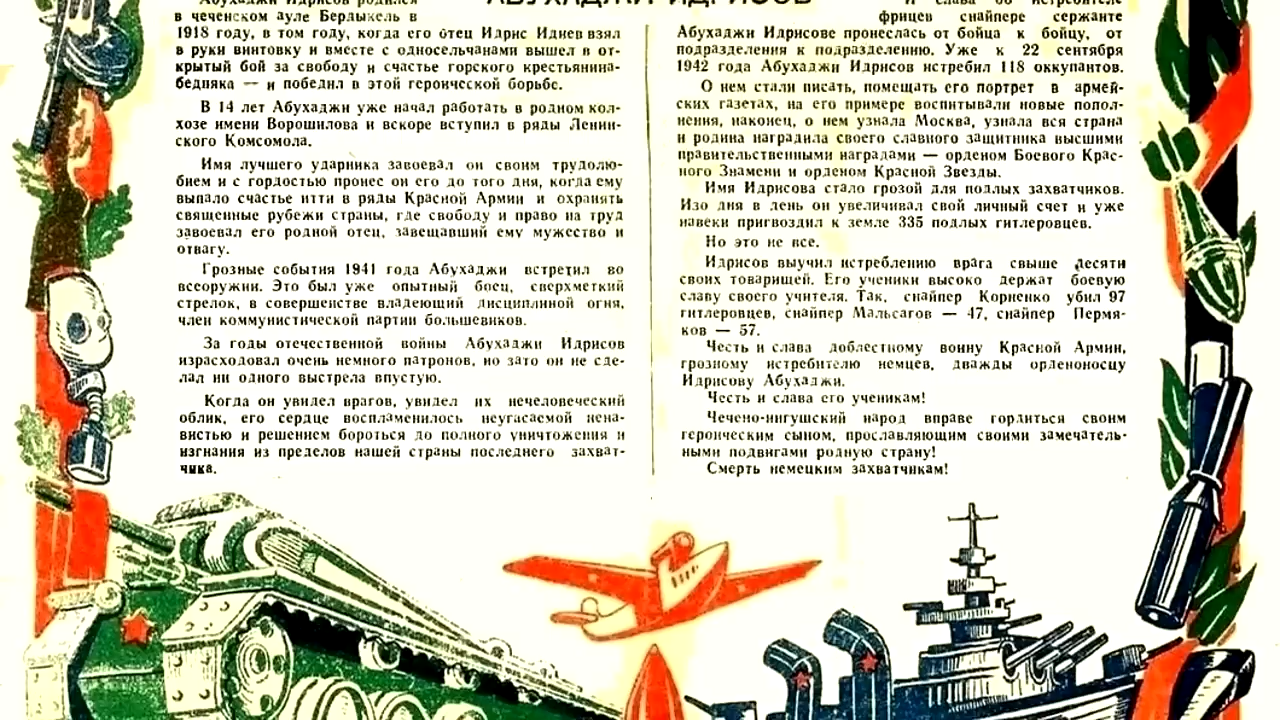 АБУХАДЖИ ИДРИСОВ
Абухаджи Идрисов родился
в чеченском ауле Бердыкель в
1918 году, в том году, когда его отец Идрис Идиев взял
в руки винтовку и вместе с односельчанами вышел в от-
крытый бой за свободу и счастье горского крестьянина-
бедняка — и победил в этой героической борьбе.
В 14 лет Абухаджи уже начал работать в родном кол-
хозе имени Ворошилова и вскоре вступил в ряды Ленин-
ского Комсомола.
Имя лучшего ударника завоевал он своим трудолю-
бием и с гордостью пронес он его до того дня, когда ему
выпало счастье итти в ряды Красной Армии и охранять
священные рубежи страны, где свободу и право на труд
завоевал его родной отец, завещавший ему мужество и
отвагу.
Грозные события 1941 года Абухаджи встретил во
всеоружии. Это был уже опытный боец, сверхметкий
стрелок, в совершенстве владеющий дисциплиной огня,
член коммунистической партии большевиков.
За годы отечественной войны Абухаджи Идрисов
израсходовал очень немного патронов, но зато он не сде-
лал ни одного выстрела впустую.
Когда он увидел врагов, увидел их нечеловеческий
облик, его сердце воспламенилось неугасаемой нена-
вистью и решением бороться до полного уничтожения и
изгнания из пределов нашей страны последнего захват-
чика.
И слава об истребителе
фрицев снайпере сержанте
Абухаджи Идрисове пронеслась от бойца к бойцу, от
подразделения к подразделению. Уже к 22 сентября
1942 года Абухаджи Идрисов истребил 118 оккупантов.
О нем стали писать, помещать его портрет в армей-
ских газетах, на его примере воспитывали новые попол-
нения, наконец, о нем узнала Москва, узнала вся страна
и родина наградила своего славного защитника высшими
правительственными наградами — орденом Боевого Крас-
ного Знамени и орденом Красной Звезды.
Имя Идрисова стало грозой для подлых захватчиков.
Изо дня в день он увеличивал свой личный счет и уже
навеки пригвоздил к земле 335 подлых гитлеровцев.
Но это не все.
Идрисов выучил истреблению врага свыше десяти
своих товарищей. Его ученики высоко держат боевую
славу своего учителя. Так, снайпер Корненко убил 97
гитлеровцев, снайпер Мальсагов — 47, снайпер Пермя-
ков — 57.
Честь и слава доблестному воину Красной Армии,
грозному истребителю немцев, дважды орденоносцу
Идрисову Абухаджи.
Честь и слава его ученикам!
Чечено-ингушский народ вправе гордиться своим
героическим сыном, прославляющим своими замечатель-
ными подвигами родную страну!
Смерть немецким захватчикам!